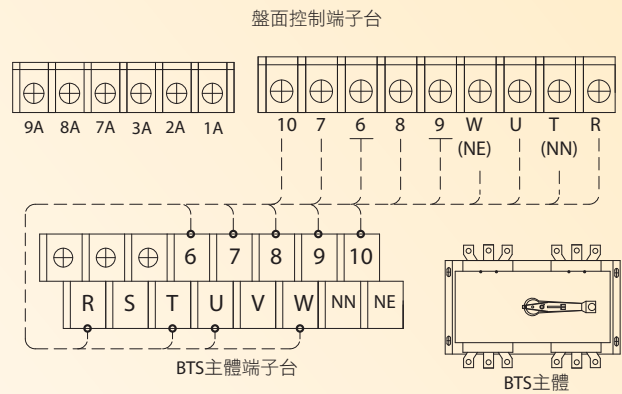 盤面控制端子台
9A 8A 7A 3A 2A 1A
10 7 6 8 9 W U T R
(NE) (NN)
6 7 8 9 10
R S T U V W NN NE
BTS主體端子台
BTS主體